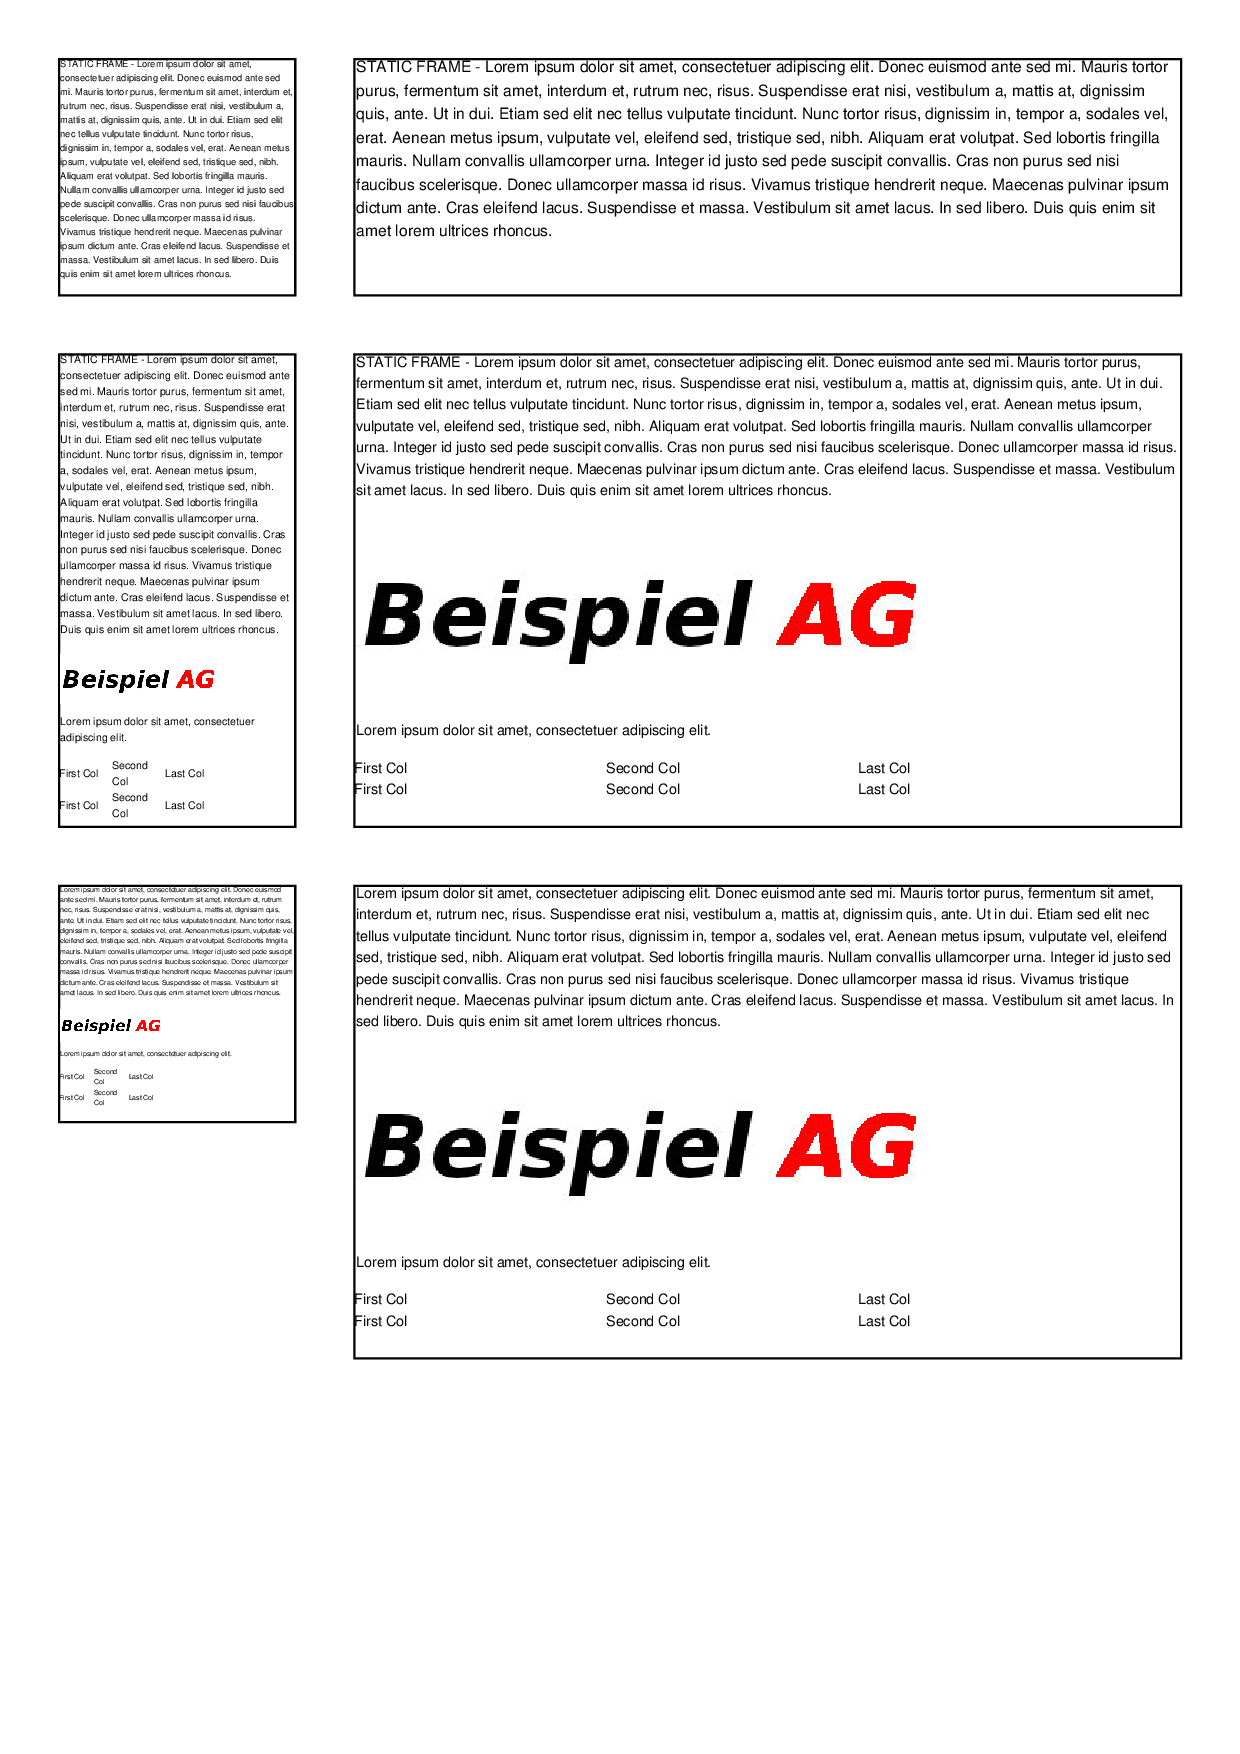 STATIC FRAME - Lorem ipsum dolor sit amet,
consectetuer adipiscing elit. Donec euismod ante sed
mi. Mauris tortor purus, fermentum sit amet, interdum et,
rutrum nec, risus. Suspendisse erat nisi, vestibulum a,
mattis at, dignissim quis, ante. Ut in dui. Etiam sed elit
nec tellus vulputate tincidunt. Nunc tortor risus,
dignissim in, tempor a, sodales vel, erat. Aenean metus
ipsum, vulputate vel, eleifend sed, tristique sed, nibh.
Aliquam erat volutpat. Sed lobortis fringilla mauris.
Nullam convallis ullamcorper urna. Integer id justo sed
pede suscipit convallis. Cras non purus sed nisi faucibus
scelerisque. Donec ullamcorper massa id risus.
Vivamus tristique hendrerit neque. Maecenas pulvinar
ipsum dictum ante. Cras eleifend lacus. Suspendisse et
massa. Vestibulum sit amet lacus. In sed libero. Duis
quis enim sit amet lorem ultrices rhoncus.
STATIC FRAME - Lorem ipsum dolor sit amet, consectetuer adipiscing elit. Donec euismod ante sed mi. Mauris tortor
purus, fermentum sit amet, interdum et, rutrum nec, risus. Suspendisse erat nisi, vestibulum a, mattis at, dignissim
quis, ante. Ut in dui. Etiam sed elit nec tellus vulputate tincidunt. Nunc tortor risus, dignissim in, tempor a, sodales vel,
erat. Aenean metus ipsum, vulputate vel, eleifend sed, tristique sed, nibh. Aliquam erat volutpat. Sed lobortis fringilla
mauris. Nullam convallis ullamcorper urna. Integer id justo sed pede suscipit convallis. Cras non purus sed nisi
faucibus scelerisque. Donec ullamcorper massa id risus. Vivamus tristique hendrerit neque. Maecenas pulvinar ipsum
dictum ante. Cras eleifend lacus. Suspendisse et massa. Vestibulum sit amet lacus. In sed libero. Duis quis enim sit
amet lorem ultrices rhoncus.
STATIC FRAME - Lorem ipsum dolor sit amet,
consectetuer adipiscing elit. Donec euismod ante
sed mi. Mauris tortor purus, fermentum sit amet,
interdum et, rutrum nec, risus. Suspendisse erat
nisi, vestibulum a, mattis at, dignissim quis, ante.
Ut in dui. Etiam sed elit nec tellus vulputate
tincidunt. Nunc tortor risus, dignissim in, tempor
a, sodales vel, erat. Aenean metus ipsum,
vulputate vel, eleifend sed, tristique sed, nibh.
Aliquam erat volutpat. Sed lobortis fringilla
mauris. Nullam convallis ullamcorper urna.
Integer id justo sed pede suscipit convallis. Cras
non purus sed nisi faucibus scelerisque. Donec
ullamcorper massa id risus. Vivamus tristique
hendrerit neque. Maecenas pulvinar ipsum
dictum ante. Cras eleifend lacus. Suspendisse et
massa. Vestibulum sit amet lacus. In sed libero.
Duis quis enim sit amet lorem ultrices rhoncus.
Beispiel AG
Lorem ipsum dolor sit amet, consectetuer
adipiscing elit.
First Col Second Col Last Col
First Col Second Col Last Col
STATIC FRAME - Lorem ipsum dolor sit amet, consectetuer adipiscing elit. Donec euismod ante sed mi. Mauris tortor purus,
fermentum sit amet, interdum et, rutrum nec, risus. Suspendisse erat nisi, vestibulum a, mattis at, dignissim quis, ante. Ut in dui.
Etiam sed elit nec tellus vulputate tincidunt. Nunc tortor risus, dignissim in, tempor a, sodales vel, erat. Aenean metus ipsum,
vulputate vel, eleifend sed, tristique sed, nibh. Aliquam erat volutpat. Sed lobortis fringilla mauris. Nullam convallis ullamcorper
urna. Integer id justo sed pede suscipit convallis. Cras non purus sed nisi faucibus scelerisque. Donec ullamcorper massa id risus.
Vivamus tristique hendrerit neque. Maecenas pulvinar ipsum dictum ante. Cras eleifend lacus. Suspendisse et massa. Vestibulum
sit amet lacus. In sed libero. Duis quis enim sit amet lorem ultrices rhoncus.
Beispiel AG
Lorem ipsum dolor sit amet, consectetuer adipiscing elit.
First Col Second Col Last Col
First Col Second Col Last Col
Lorem ipsum dolor sit amet, consectetuer adipiscing elit. Donec euismod
ante sed mi. Mauris tortor purus, fermentum sit amet, interdum et, rutrum
nec, risus. Suspendisse erat nisi, vestibulum a, mattis at, dignissim quis,
ante. Ut in dui. Etiam sed elit nec tellus vulputate tincidunt. Nunc tortor risus,
dignissim in, tempor a, sodales vel, erat. Aenean metus ipsum, vulputate vel,
eleifend sed, tristique sed, nibh. Aliquam erat volutpat. Sed lobortis fringilla
mauris. Nullam convallis ullamcorper urna. Integer id justo sed pede suscipit
convallis. Cras non purus sed nisi faucibus scelerisque. Donec ullamcorper
massa id risus. Vivamus tristique hendrerit neque. Maecenas pulvinar ipsum
dictum ante. Cras eleifend lacus. Suspendisse et massa. Vestibulum sit
amet lacus. In sed libero. Duis quis enim sit amet lorem ultrices rhoncus.
Beispiel AG
Lorem ipsum dolor sit amet, consectetuer adipiscing elit.
First Col Second Col Last Col
First Col Second Col Last Col
Lorem ipsum dolor sit amet, consectetuer adipiscing elit. Donec euismod ante sed mi. Mauris tortor purus, fermentum sit amet,
interdum et, rutrum nec, risus. Suspendisse erat nisi, vestibulum a, mattis at, dignissim quis, ante. Ut in dui. Etiam sed elit nec
tellus vulputate tincidunt. Nunc tortor risus, dignissim in, tempor a, sodales vel, erat. Aenean metus ipsum, vulputate vel, eleifend
sed, tristique sed, nibh. Aliquam erat volutpat. Sed lobortis fringilla mauris. Nullam convallis ullamcorper urna. Integer id justo sed
pede suscipit convallis. Cras non purus sed nisi faucibus scelerisque. Donec ullamcorper massa id risus. Vivamus tristique
hendrerit neque. Maecenas pulvinar ipsum dictum ante. Cras eleifend lacus. Suspendisse et massa. Vestibulum sit amet lacus. In
sed libero. Duis quis enim sit amet lorem ultrices rhoncus.
Beispiel AG
Lorem ipsum dolor sit amet, consectetuer adipiscing elit.
First Col Second Col Last Col
First Col Second Col Last Col